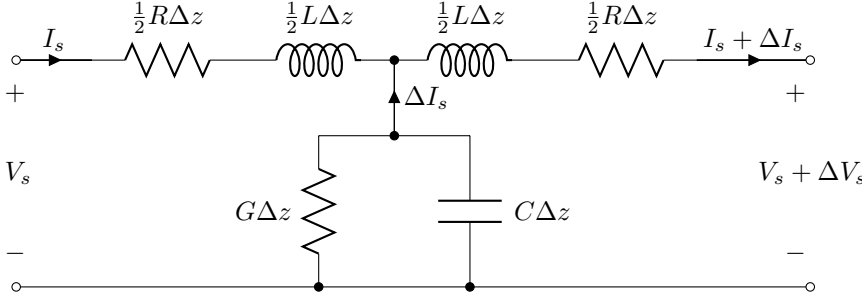 ½RΔz ½LΔz ½LΔz ½RΔz
I_s I_s + ΔI_s
+ +
ΔI_s
V_s V_s + ΔV_s
GΔz CΔz
− −